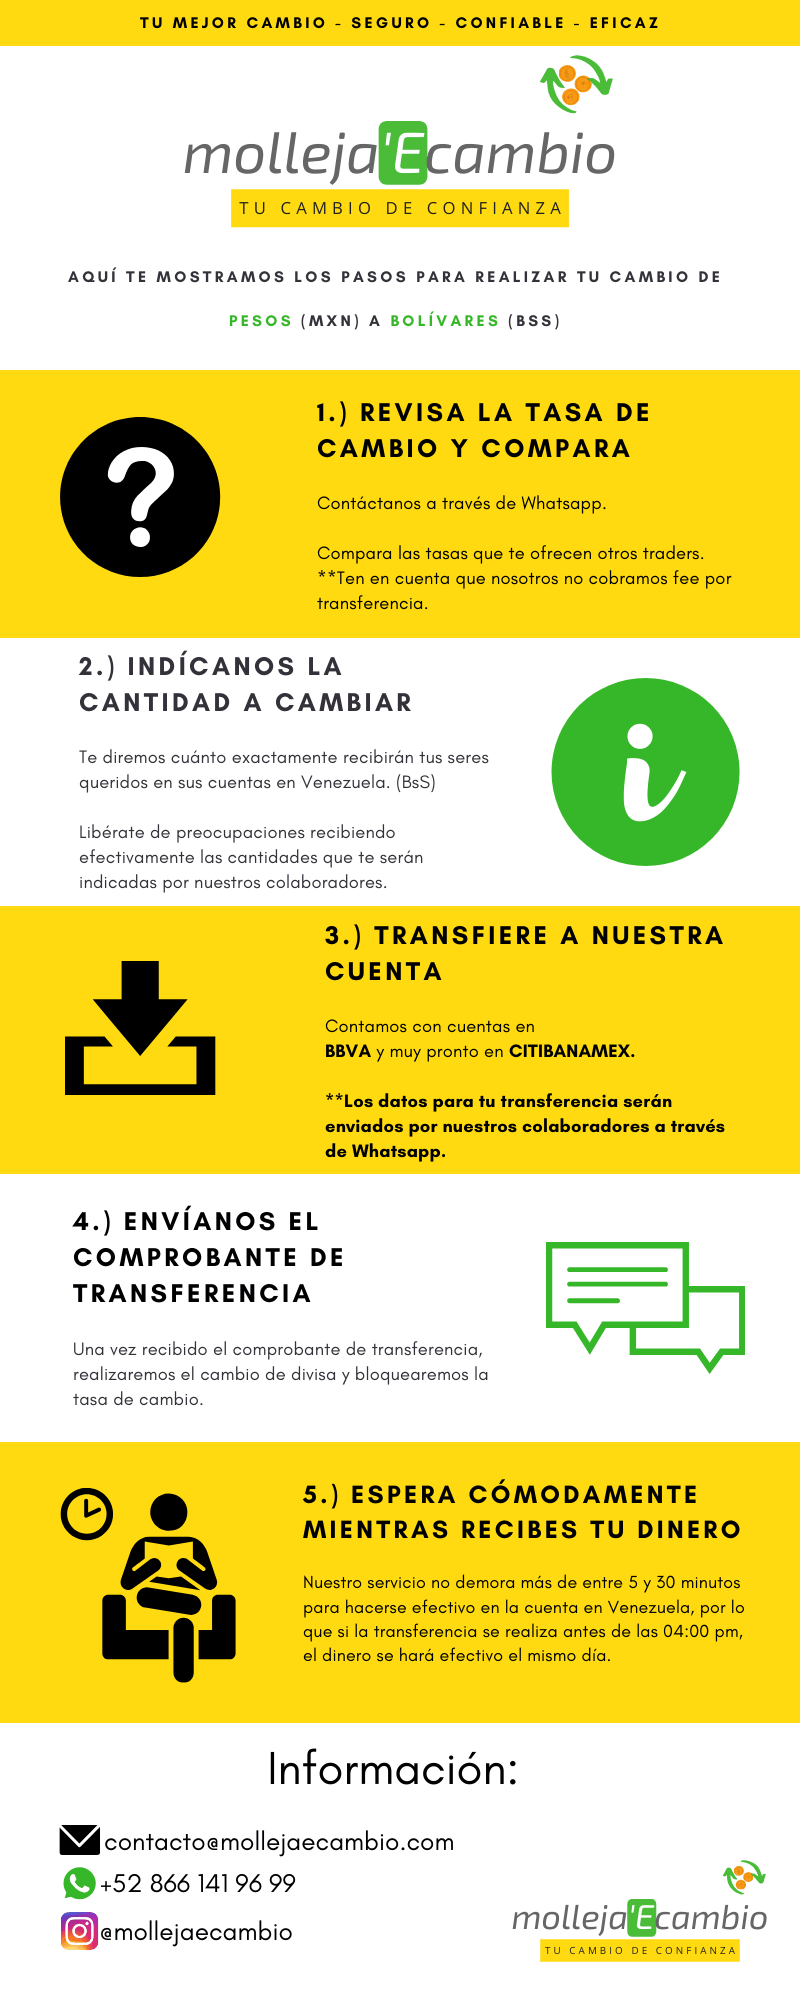 TU MEJOR CAMBIO - SEGURO - CONFIABLE - EFICAZ
molleja'Ecambio
TU CAMBIO DE CONFIANZA
AQUÍ TE MOSTRAMOS LOS PASOS PARA REALIZAR TU CAMBIO DE
PESOS (MXN) A BOLÍVARES (BSS)
1.) REVISA LA TASA DE
CAMBIO Y COMPARA
Contáctanos a través de Whatsapp.
Compara las tasas que te ofrecen otros traders.
**Ten en cuenta que nosotros no cobramos fee por
transferencia.
2.) INDÍCANOS LA
CANTIDAD A CAMBIAR
Te diremos cuánto exactamente recibirán tus seres
queridos en sus cuentas en Venezuela. (BsS)
Libérate de preocupaciones recibiendo
efectivamente las cantidades que te serán
indicadas por nuestros colaboradores.
3.) TRANSFIERE A NUESTRA
CUENTA
Contamos con cuentas en
BBVA y muy pronto en CITIBANAMEX.
**Los datos para tu transferencia serán
enviados por nuestros colaboradores a través
de Whatsapp.
4.) ENVÍANOS EL
COMPROBANTE DE
TRANSFERENCIA
Una vez recibido el comprobante de transferencia,
realizaremos el cambio de divisa y bloquearemos la
tasa de cambio.
5.) ESPERA CÓMODAMENTE
MIENTRAS RECIBES TU DINERO
Nuestro servicio no demora más de entre 5 y 30 minutos
para hacerse efectivo en la cuenta en Venezuela, por lo
que si la transferencia se realiza antes de las 04:00 pm,
el dinero se hará efectivo el mismo día.
Información:
contacto@mollejaecambio.com
+52 866 141 96 99
@mollejaecambio
molleja'Ecambio
TU CAMBIO DE CONFIANZA